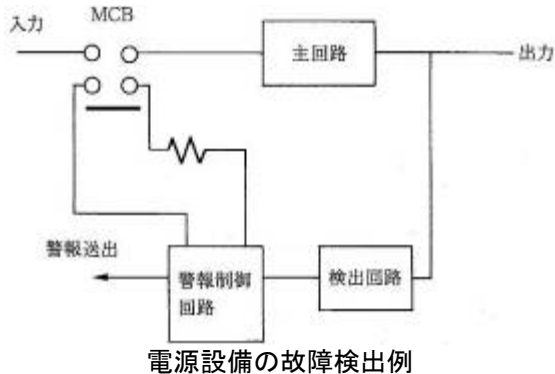 MCB
入力
主回路
出力
警報送出
警報制御
回路
検出回路
電源設備の故障検出例